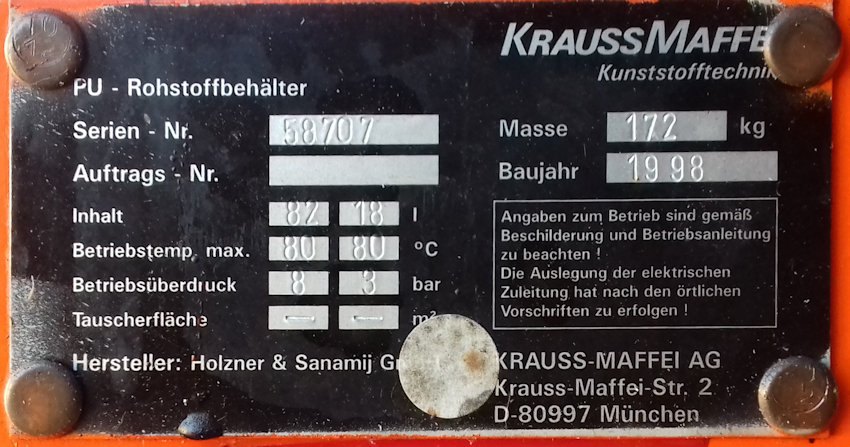 KRAUSSMAFFE
Kunststofftechnik
PU - Rohstoffbehälter
Serien - Nr. 58707
Masse 172 kg
Auftrags - Nr.
Baujahr 1998
Inhalt 82 18 l
Betriebstemp. max. 80 80 °C
Betriebsüberdruck 8 3 bar
Tauscherfläche — — m²
Angaben zum Betrieb sind gemäß
Beschilderung und Betriebsanleitung
zu beachten !
Die Auslegung der elektrischen
Zuleitung hat nach den örtlichen
Vorschriften zu erfolgen !
Hersteller: Holzner & Sanamij
KRAUSS-MAFFEI AG
Krauss-Maffei-Str. 2
D-80997 München